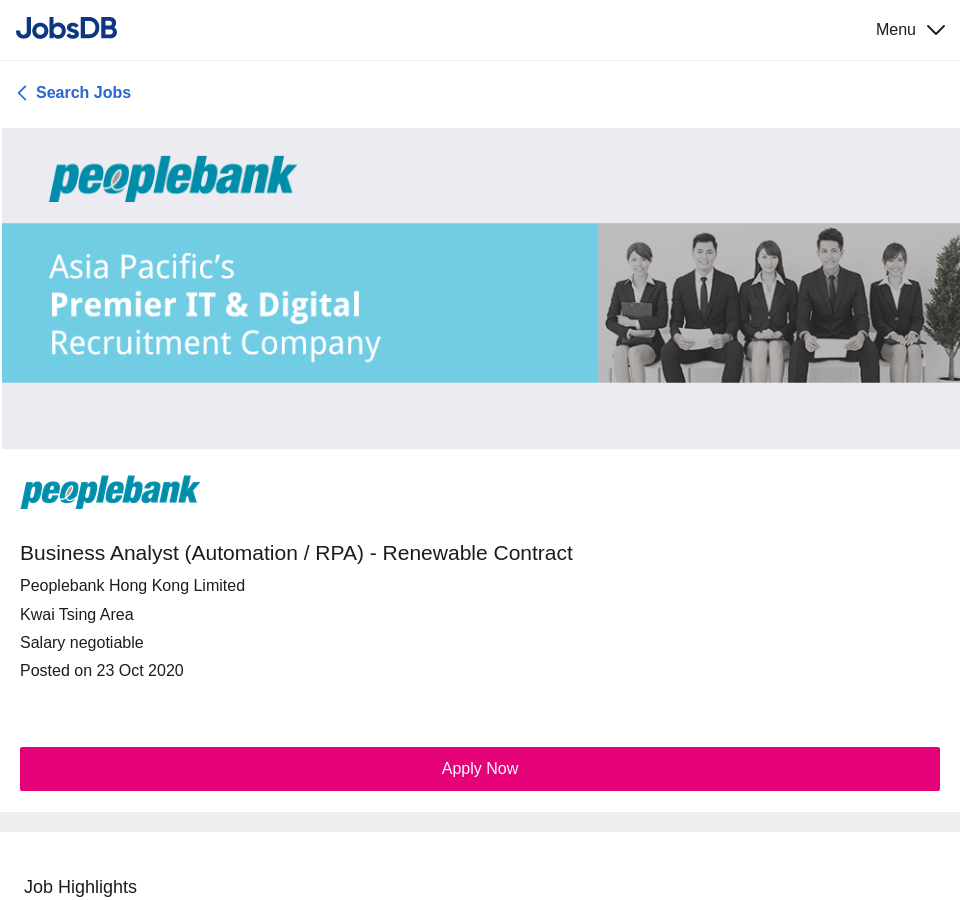 JobsDB
Menu
Search Jobs
peoplebank
Asia Pacific's
Premier IT & Digital
Recruitment Company
peoplebank
Business Analyst (Automation / RPA) - Renewable Contract
Peoplebank Hong Kong Limited
Kwai Tsing Area
Salary negotiable
Posted on 23 Oct 2020
Apply Now
Job Highlights